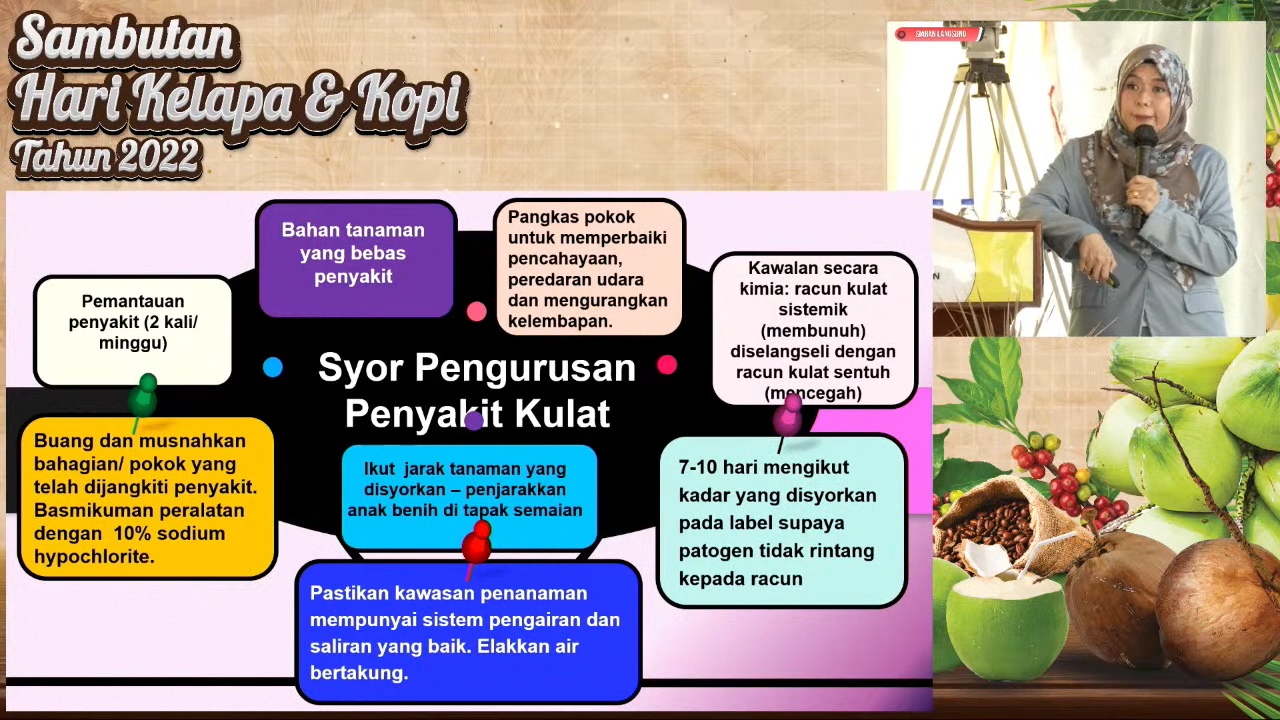 Sambutan
Hari Kelapa & Kopi
Tahun 2022
SIARAN LANGSUNG
Bahan tanaman
yang bebas
penyakit
Pangkas pokok
untuk memperbaiki
pencahayaan,
peredaran udara
dan mengurangkan
kelembapan.
Pemantauan
penyakit (2 kali/
minggu)
Kawalan secara
kimia: racun kulat
sistemik
(membunuh)
diselangseli dengan
racun kulat sentuh
(mencegah)
Syor Pengurusan
Penyakit Kulat
Buang dan musnahkan
bahagian/ pokok yang
telah dijangkiti penyakit.
Basmikuman peralatan
dengan 10% sodium
hypochlorite.
Ikut jarak tanaman yang
disyorkan – penjarakkan
anak benih di tapak semaian
7-10 hari mengikut
kadar yang disyorkan
pada label supaya
patogen tidak rintang
kepada racun
Pastikan kawasan penanaman
mempunyai sistem pengairan dan
saliran yang baik. Elakkan air
bertakung.